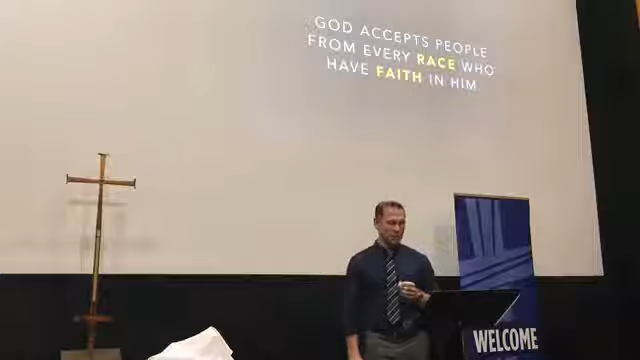 GOD ACCEPTS PEOPLE
FROM EVERY RACE WHO
HAVE FAITH IN HIM
WELCOME